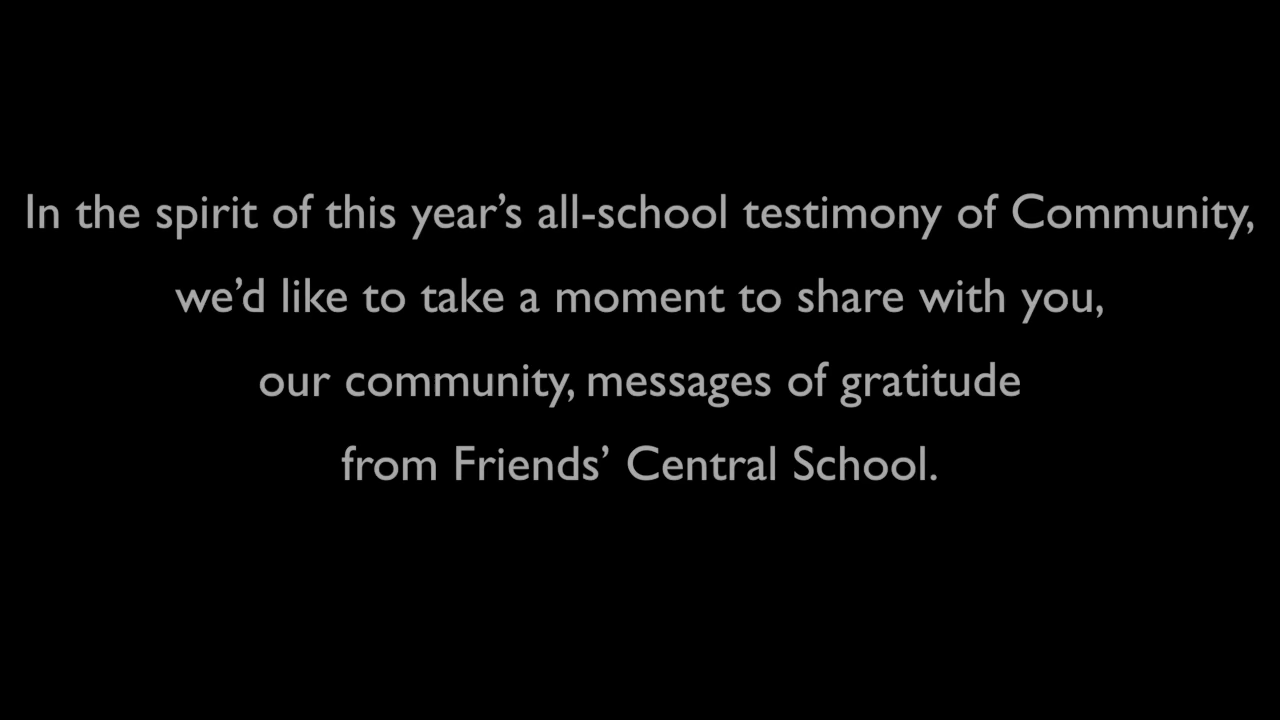 In the spirit of this year’s all-school testimony of Community,
we’d like to take a moment to share with you,
our community, messages of gratitude
from Friends’ Central School.